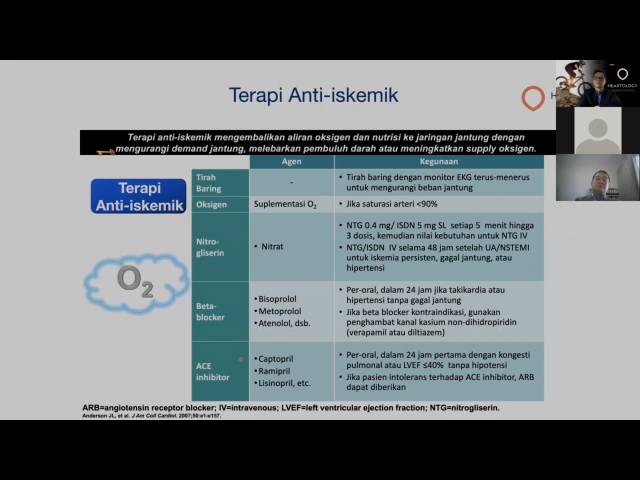 Terapi Anti-iskemik
HEARTOLOGY
Terapi anti-iskemik mengembalikan aliran oksigen dan nutrisi ke jaringan jantung dengan
mengurangi demand jantung, melebarkan pembuluh darah atau meningkatkan supply oksigen.
Terapi
Anti-iskemik
O2
Agen
Kegunaan
Tirah
Baring
-
• Tirah baring dengan monitor EKG terus-menerus
untuk mengurangi beban jantung
Oksigen
Suplementasi O2
• Jika saturasi arteri <90%
Nitro-
gliserin
• Nitrat
• NTG 0.4 mg/ ISDN 5 mg SL setiap 5 menit hingga
3 dosis, kemudian nilai kebutuhan untuk NTG IV
• NTG/ISDN IV selama 48 jam setelah UA/NSTEMI
untuk iskemia persisten, gagal jantung, atau
hipertensi
Beta-
blocker
• Bisoprolol
• Metoprolol
• Atenolol, dsb.
• Per-oral, dalam 24 jam jika takikardia atau
hipertensi tanpa gagal jantung
• Jika beta blocker kontraindikasi, gunakan
penghambat kanal kasium non-dihidropiridin
(verapamil atau diltiazem)
ACE
inhibitor
• Captopril
• Ramipril
• Lisinopril, etc.
• Per-oral, dalam 24 jam pertama dengan kongesti
pulmonal atau LVEF ≤40% tanpa hipotensi
• Jika pasien intolerans terhadap ACE inhibitor, ARB
dapat diberikan
ARB=angiotensin receptor blocker; IV=intravenous; LVEF=left ventricular ejection fraction; NTG=nitrogliserin.
Anderson JL, et al. J Am Coll Cardiol. 2007;50:e1-e157.